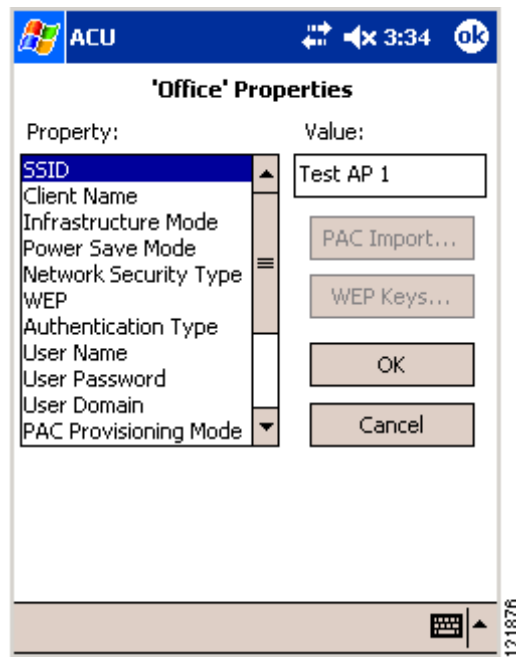 ACU 3:34 ok
'Office' Properties
Property: Value:
SSID
Client Name
Infrastructure Mode
Power Save Mode
Network Security Type
WEP
Authentication Type
User Name
User Password
User Domain
PAC Provisioning Mode
Test AP 1
PAC Import...
WEP Keys...
OK
Cancel
121876